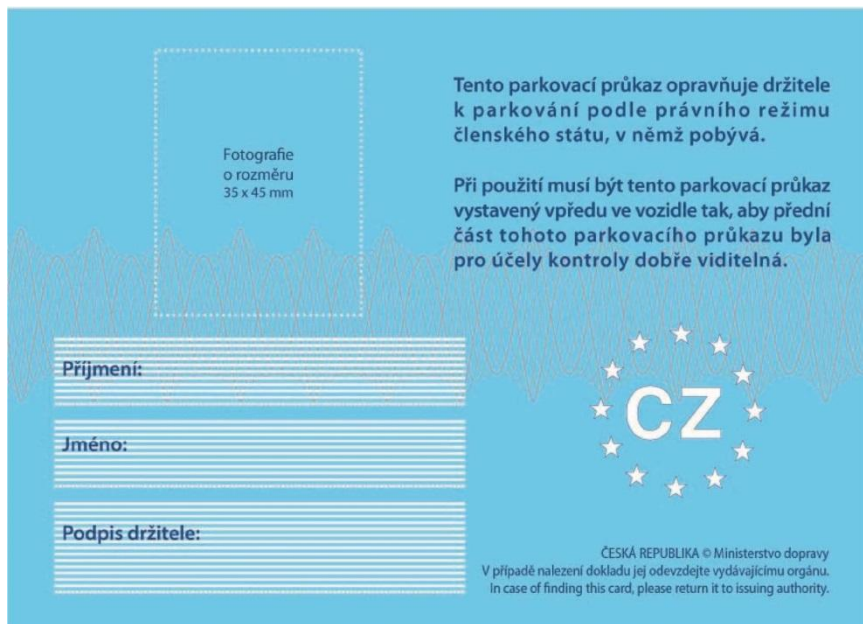 Fotografie
o rozměru
35 x 45 mm
Tento parkovací průkaz opravňuje držitele
k parkování podle právního režimu
členského státu, v němž pobývá.
Při použití musí být tento parkovací průkaz
vystavený vpředu ve vozidle tak, aby přední
část tohoto parkovacího průkazu byla
pro účely kontroly dobře viditelná.
Příjmení:
Jméno:
Podpis držitele:
CZ
ČESKÁ REPUBLIKA © Ministerstvo dopravy
V případě nalezení dokladu jej odevzdejte vydávajícímu orgánu.
In case of finding this card, please return it to issuing authority.